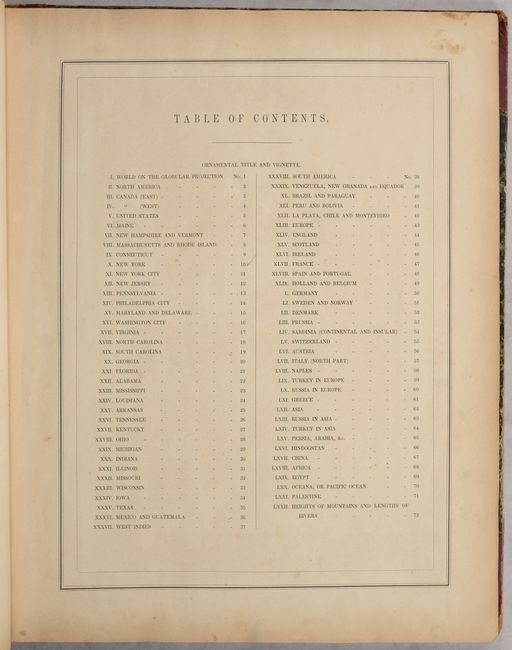 TABLE OF CONTENTS.
ORNAMENTAL TITLE AND VIGNETTE.
I. WORLD ON THE GLOBULAR PROJECTION No. 1
II. NORTH AMERICA 2
III. CANADA (EAST) 3
IV. " (WEST) 4
V. UNITED STATES 5
VI. MAINE 6
VII. NEW HAMPSHIRE AND VERMONT 7
VIII. MASSACHUSETTS AND RHODE ISLAND 8
IX. CONNECTICUT 9
X. NEW YORK 10
XI. NEW YORK CITY 11
XII. NEW JERSEY 12
XIII. PENNSYLVANIA 13
XIV. PHILADELPHIA CITY 14
XV. MARYLAND AND DELAWARE 15
XVI. WASHINGTON CITY 16
XVII. VIRGINIA 17
XVIII. NORTH CAROLINA 18
XIX. SOUTH CAROLINA 19
XX. GEORGIA 20
XXI. FLORIDA 21
XXII. ALABAMA 22
XXIII. MISSISSIPPI 23
XXIV. LOUISIANA 24
XXV. ARKANSAS 25
XXVI. TENNESSEE 26
XXVII. KENTUCKY 27
XXVIII. OHIO 28
XXIX. MICHIGAN 29
XXX. INDIANA 30
XXXI. ILLINOIS 31
XXXII. MISSOURI 32
XXXIII. WISCONSIN 33
XXXIV. IOWA 34
XXXV. TEXAS 35
XXXVI. MEXICO AND GUATEMALA 36
XXXVII. WEST INDIES 37
XXXVIII. SOUTH AMERICA No. 38
XXXIX. VENEZUELA, NEW GRANADA AND EQUADOR 39
XL. BRAZIL AND PARAGUAY 40
XLI. PERU AND BOLIVIA 41
XLII. LA PLATA, CHILE AND MONTEVIDEO 42
XLIII. EUROPE 43
XLIV. ENGLAND 44
XLV. SCOTLAND 45
XLVI. IRELAND 46
XLVII. FRANCE 47
XLVIII. SPAIN AND PORTUGAL 48
XLIX. HOLLAND AND BELGIUM 49
L. GERMANY 50
LI. SWEDEN AND NORWAY 51
LII. DENMARK 52
LIII. PRUSSIA 53
LIV. SARDINIA (CONTINENTAL AND INSULAR) 54
LV. SWITZERLAND 55
LVI. AUSTRIA 56
LVII. ITALY (NORTH PART) 57
LVIII. NAPLES 58
LIX. TURKEY IN EUROPE 59
LX. RUSSIA IN EUROPE 60
LXI. GREECE 61
LXII. ASIA 62
LXIII. RUSSIA IN ASIA 63
LXIV. TURKEY IN ASIA 64
LXV. PERSIA, ARABIA, &c. 65
LXVI. HINDOOSTAN 66
LXVII. CHINA 67
LXVIII. AFRICA 68
LXIX. EGYPT 69
LXX. OCEANA, OR PACIFIC OCEAN 70
LXXI. PALESTINE 71
LXXII. HEIGHTS OF MOUNTAINS AND LENGTHS OF
RIVERS 72